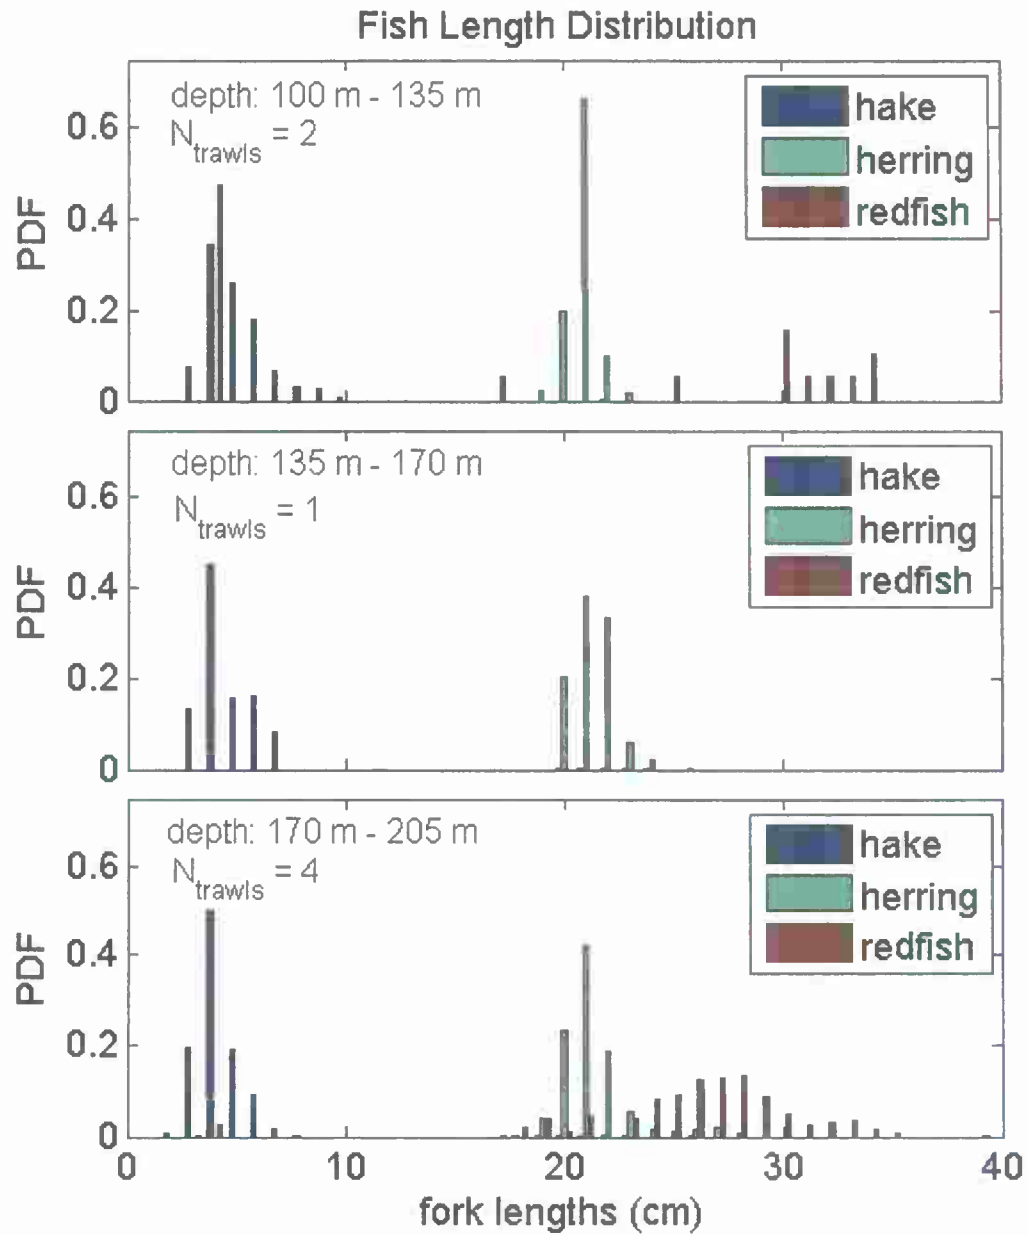 Fish Length Distribution
depth: 100 m - 135 m
N_trawls = 2
hake
herring
redfish
PDF
0.6
0.4
0.2
0
depth: 135 m - 170 m
N_trawls = 1
hake
herring
redfish
PDF
0.6
0.4
0.2
0
depth: 170 m - 205 m
N_trawls = 4
hake
herring
redfish
PDF
0.6
0.4
0.2
0
0 10 20 30 40
fork lengths (cm)